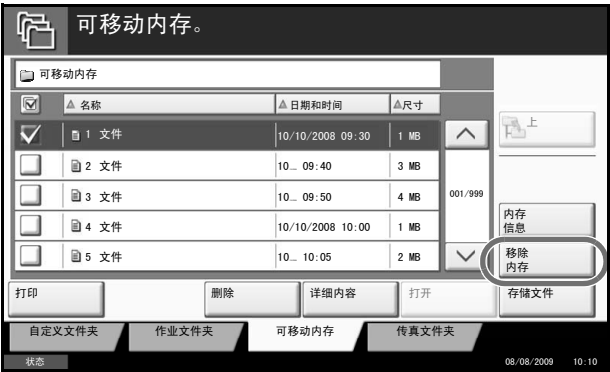 可移动内存。
可移动内存
名称 日期和时间 尺寸
1 文件 10/10/2008 09:30 1 MB
上
2 文件 10… 09:40 3 MB
3 文件 10… 09:50 4 MB
001/999
4 文件 10/10/2008 10:00 1 MB
内存
信息
5 文件 10… 10:05 2 MB
移除
内存
打印 删除 详细内容 打开 存储文件
自定义文件夹 作业文件夹 可移动内存 传真文件夹
状态 08/08/2009 10:10